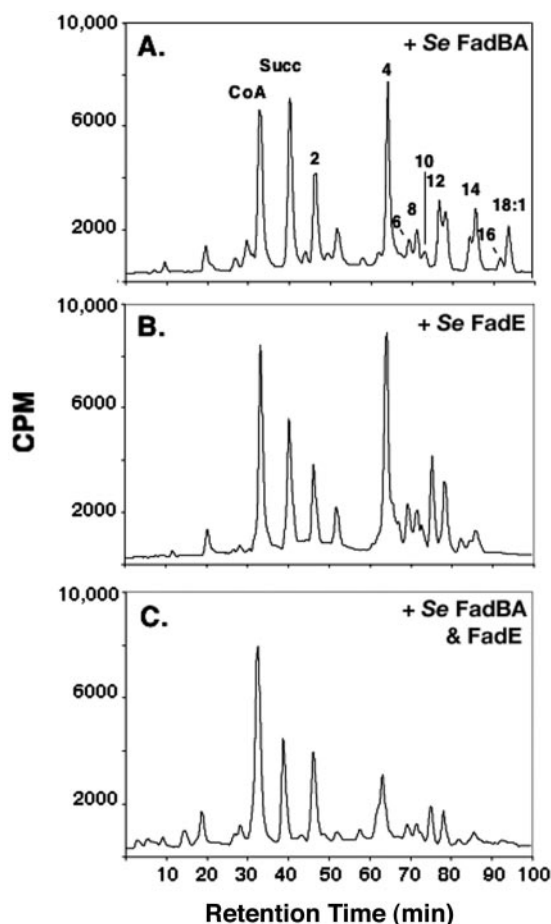 10,000
A.
+ Se FadBA
Succ
CoA
4
2
10
12
8
6
14
18:1
16
6000
2000
10,000
B.
+ Se FadE
6000
2000
CPM
10,000
C.
+ Se FadBA
& FadE
6000
2000
10 20 30 40 50 60 70 80 90 100
Retention Time (min)